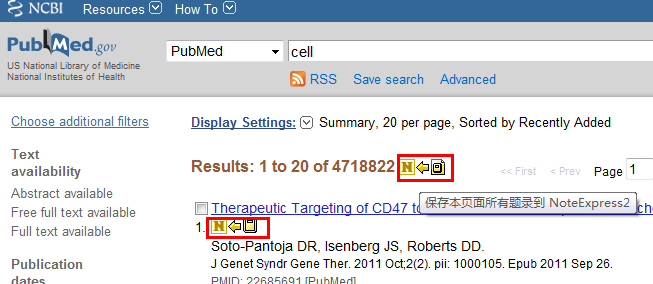 NCBI Resources How To
PubMed.gov
US National Library of Medicine
National Institutes of Health
PubMed cell
RSS Save search Advanced
Choose additional filters
Display Settings: Summary, 20 per page, Sorted by Recently Added
Text
availability
Abstract available
Free full text available
Full text available
Publication
dates
Results: 1 to 20 of 4718822 N
<< First < Prev Page 1
保存本页面所有题录到 NoteExpress2
Therapeutic Targeting of CD47 to
1. N
Soto-Pantoja DR, Isenberg JS, Roberts DD.
J Genet Syndr Gene Ther. 2011 Oct;2(2). pii: 1000105. Epub 2011 Sep 26.
PMID: 22685691 [PubMed]